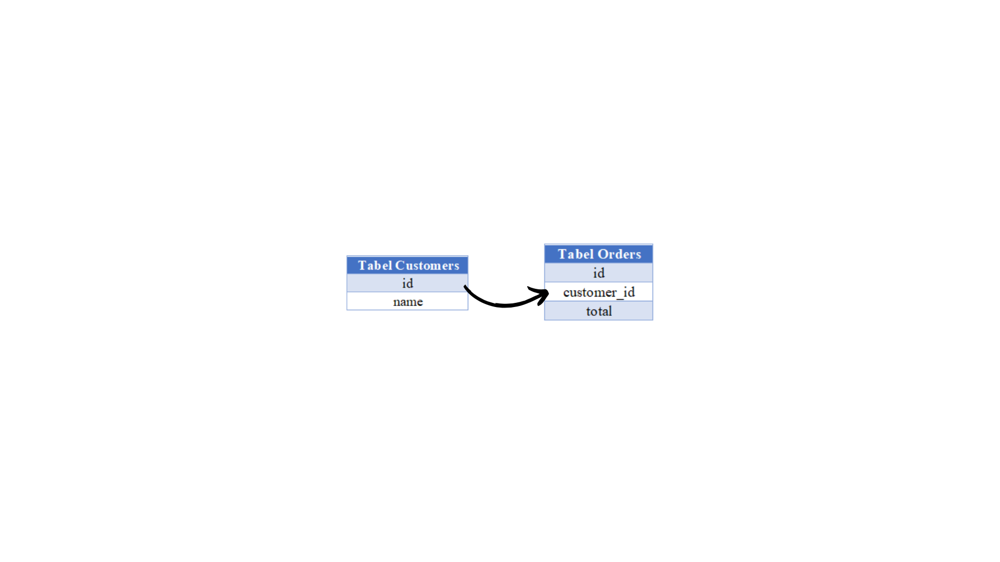 Tabel Customers
id
name
Tabel Orders
id
customer_id
total